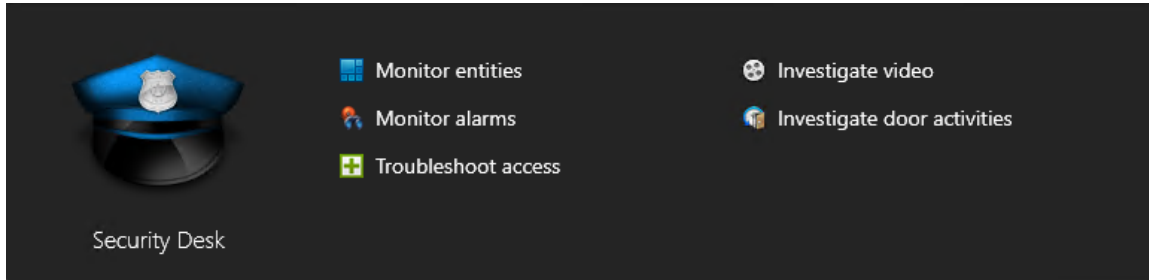 Monitor entities
Investigate video
Monitor alarms
Investigate door activities
Troubleshoot access
Security Desk